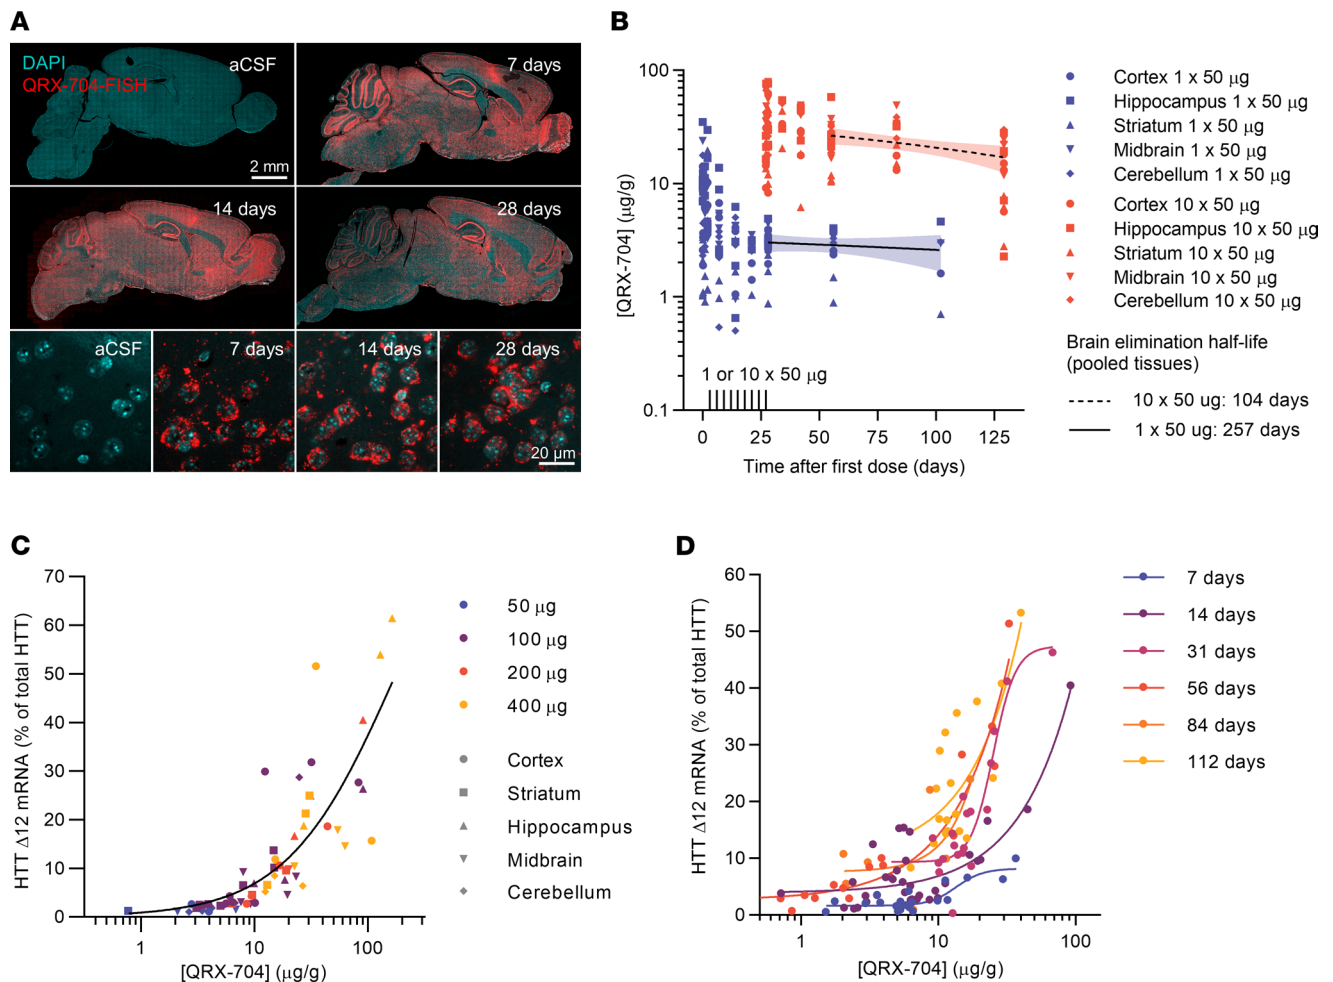 A
DAPI
QRX-704-FISH
aCSF
2 mm
7 days
14 days
28 days
aCSF
7 days
14 days
28 days
20 µm
B
[QRX-704] (µg/g)
100
10
1
0.1
1 or 10 x 50 µg
0 25 50 75 100 125
Time after first dose (days)
Cortex 1 x 50 µg
Hippocampus 1 x 50 µg
Striatum 1 x 50 µg
Midbrain 1 x 50 µg
Cerebellum 1 x 50 µg
Cortex 10 x 50 µg
Hippocampus 10 x 50 µg
Striatum 10 x 50 µg
Midbrain 10 x 50 µg
Cerebellum 10 x 50 µg
Brain elimination half-life
(pooled tissues)
10 x 50 ug: 104 days
1 x 50 ug: 257 days
C
HTT Δ12 mRNA (% of total HTT)
70
60
50
40
30
20
10
0
1 10 100
[QRX-704] (µg/g)
50 µg
100 µg
200 µg
400 µg
Cortex
Striatum
Hippocampus
Midbrain
Cerebellum
D
HTT Δ12 mRNA (% of total HTT)
60
50
40
30
20
10
0
1 10 100
[QRX-704] (µg/g)
7 days
14 days
31 days
56 days
84 days
112 days